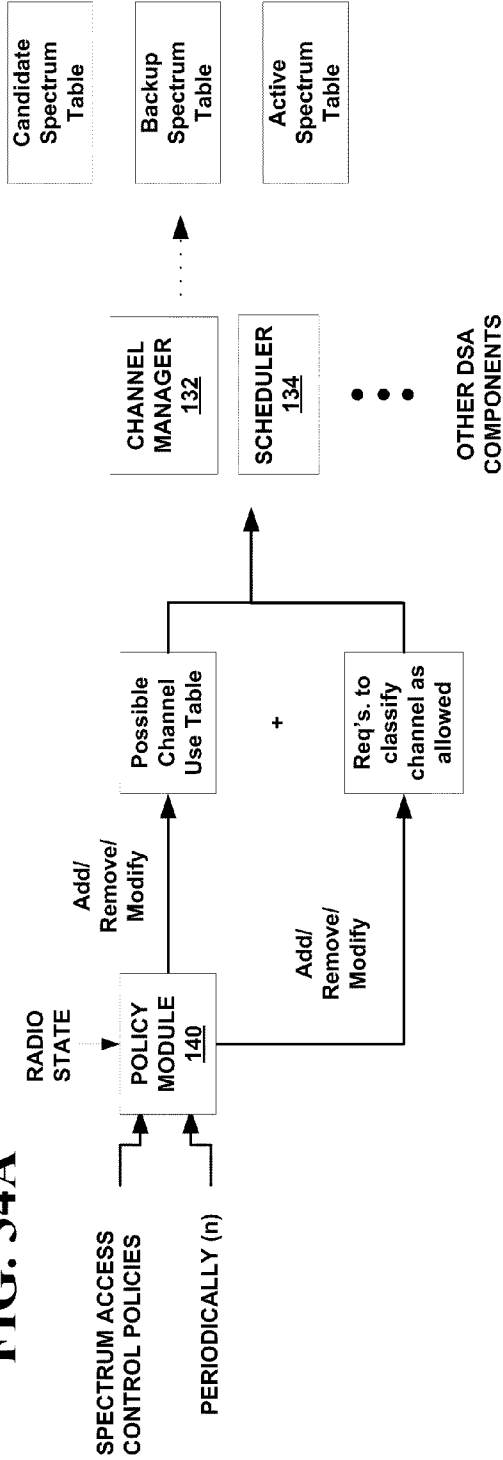 FIG. 34A
SPECTRUM ACCESS
CONTROL POLICIES
PERIODICALLY (n)
RADIO
STATE
POLICY
MODULE
140
Add/
Remove/
Modify
Add/
Remove/
Modify
Possible
Channel
Use Table
+
Req's. to
classify
channel as
allowed
CHANNEL
MANAGER
132
SCHEDULER
134
OTHER DSA
COMPONENTS
Candidate
Spectrum
Table
Backup
Spectrum
Table
Active
Spectrum
Table